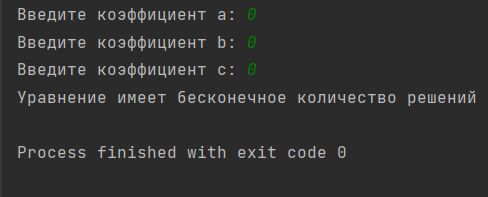 Введите коэффициент a: 0
Введите коэффициент b: 0
Введите коэффициент c: 0
Уравнение имеет бесконечное количество решений
Process finished with exit code 0